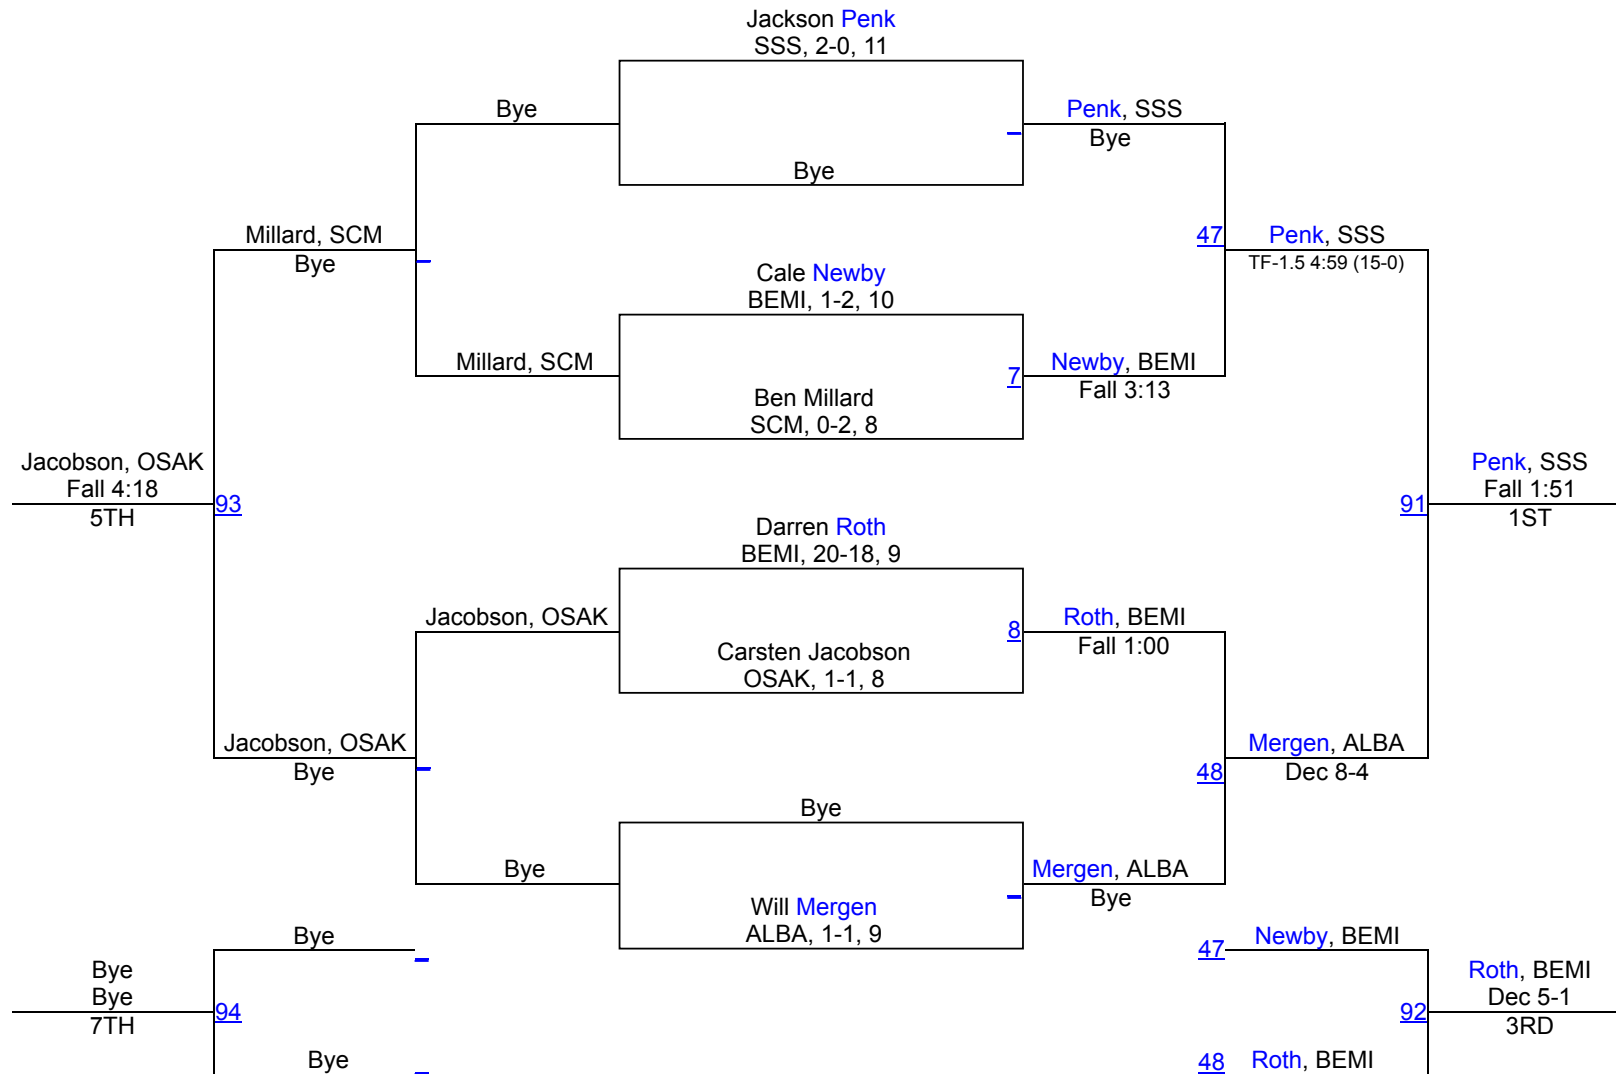 Jackson Penk
SSS, 2-0, 11
Bye
Penk, SSS
Bye
Bye
Millard, SCM
Bye
47
Penk, SSS
TF-1.5 4:59 (15-0)
Cale Newby
BEMI, 1-2, 10
Millard, SCM
7
Newby, BEMI
Fall 3:13
Ben Millard
SCM, 0-2, 8
Jacobson, OSAK
Fall 4:18
5TH
93
Penk, SSS
Fall 1:51
1ST
91
Darren Roth
BEMI, 20-18, 9
Jacobson, OSAK
8
Roth, BEMI
Fall 1:00
Carsten Jacobson
OSAK, 1-1, 8
Jacobson, OSAK
Bye
48
Mergen, ALBA
Dec 8-4
Bye
Bye
Mergen, ALBA
Bye
Will Mergen
ALBA, 1-1, 9
Bye
47
Newby, BEMI
Bye
Bye
7TH
94
92
Roth, BEMI
Dec 5-1
3RD
Bye
48
Roth, BEMI